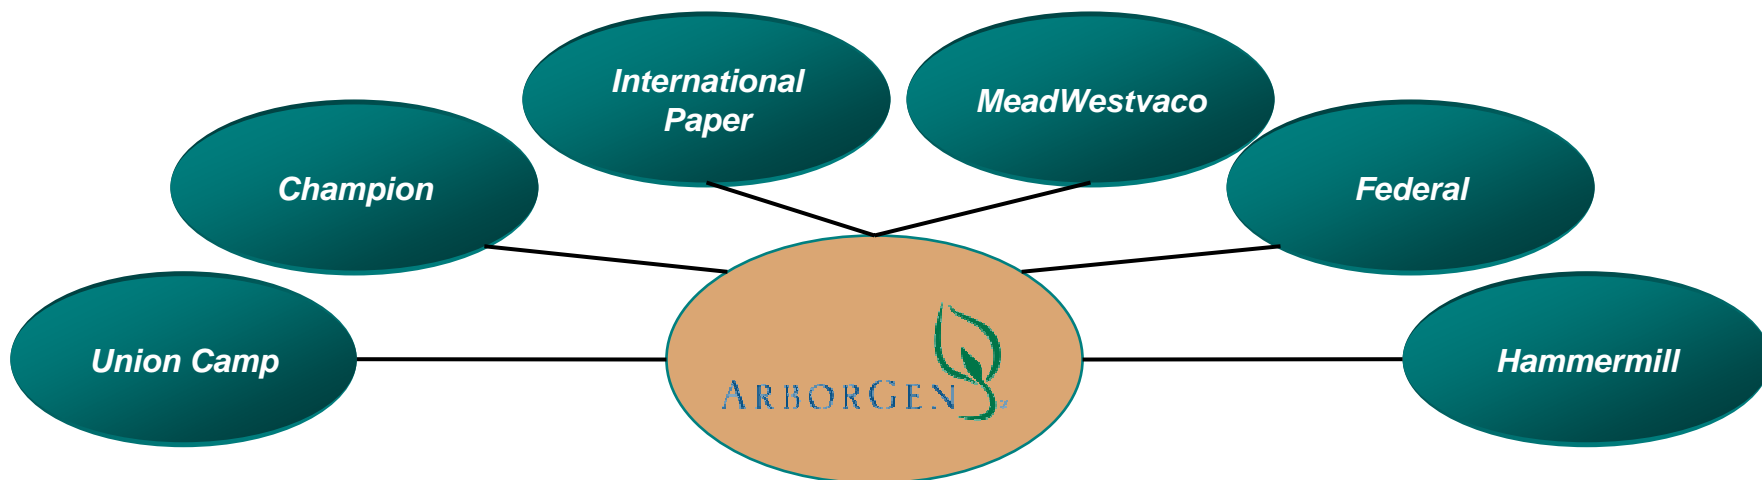 International
Paper
MeadWestvaco
Champion
Federal
Union Camp
Hammermill
ARBORGEN